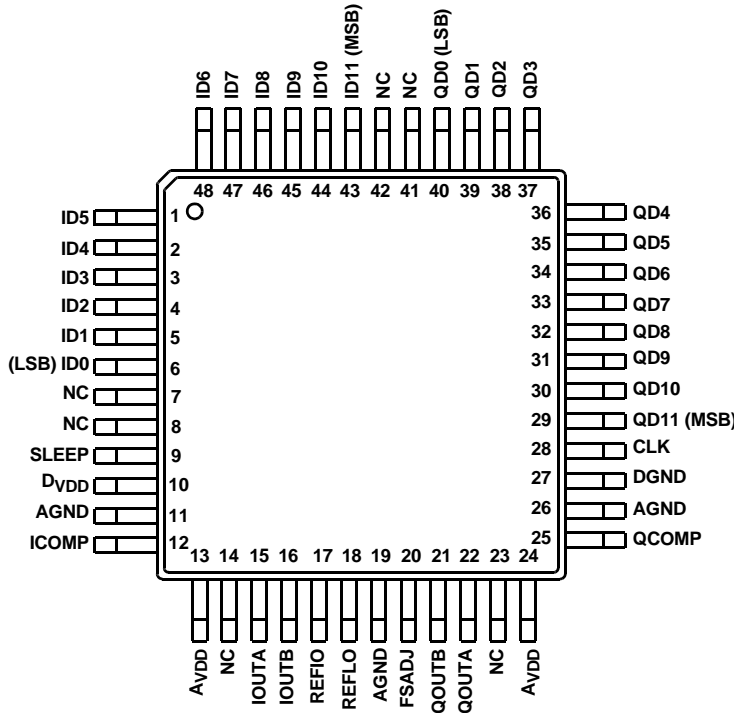 ID6
ID7
ID8
ID9
ID10
ID11 (MSB)
NC
NC
QD0 (LSB)
QD1
QD2
QD3
48 47 46 45 44 43 42 41 40 39 38 37
ID5 1
ID4 2
ID3 3
ID2 4
ID1 5
(LSB) ID0 6
NC 7
NC 8
SLEEP 9
DVDD 10
AGND 11
ICOMP 12
36 QD4
35 QD5
34 QD6
33 QD7
32 QD8
31 QD9
30 QD10
29 QD11 (MSB)
28 CLK
27 DGND
26 AGND
25 QCOMP
13 14 15 16 17 18 19 20 21 22 23 24
AVDD
NC
IOUTA
IOUTB
REFIO
REFLO
AGND
FSADJ
QOUTB
QOUTA
NC
AVDD